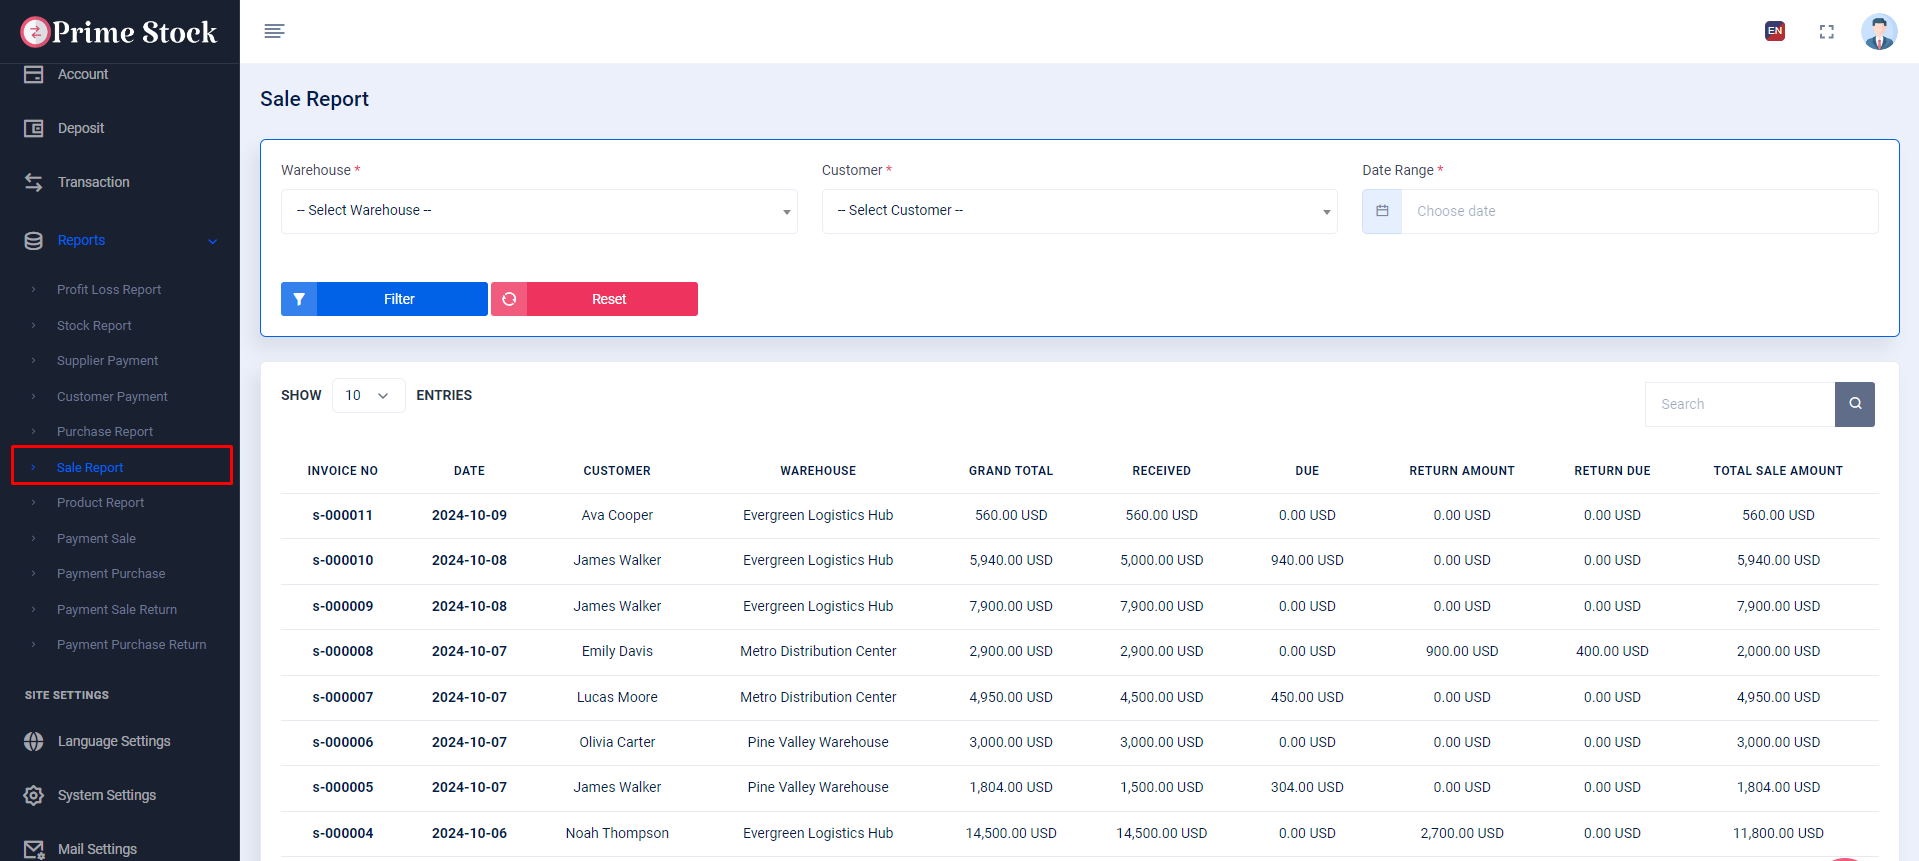 Prime Stock
EN
Account
Deposit
Transaction
Reports
Profit Loss Report
Stock Report
Supplier Payment
Customer Payment
Purchase Report
Sale Report
Product Report
Payment Sale
Payment Purchase
Payment Sale Return
Payment Purchase Return
SITE SETTINGS
Language Settings
System Settings
Mail Settings
Sale Report
Warehouse * Customer * Date Range *
-- Select Warehouse -- -- Select Customer -- Choose date
Filter Reset
SHOW 10 ENTRIES Search
INVOICE NO DATE CUSTOMER WAREHOUSE GRAND TOTAL RECEIVED DUE RETURN AMOUNT RETURN DUE TOTAL SALE AMOUNT
s-000011 2024-10-09 Ava Cooper Evergreen Logistics Hub 560.00 USD 560.00 USD 0.00 USD 0.00 USD 0.00 USD 560.00 USD
s-000010 2024-10-08 James Walker Evergreen Logistics Hub 5,940.00 USD 5,000.00 USD 940.00 USD 0.00 USD 0.00 USD 5,940.00 USD
s-000009 2024-10-08 James Walker Evergreen Logistics Hub 7,900.00 USD 7,900.00 USD 0.00 USD 0.00 USD 0.00 USD 7,900.00 USD
s-000008 2024-10-07 Emily Davis Metro Distribution Center 2,900.00 USD 2,900.00 USD 0.00 USD 900.00 USD 400.00 USD 2,000.00 USD
s-000007 2024-10-07 Lucas Moore Metro Distribution Center 4,950.00 USD 4,500.00 USD 450.00 USD 0.00 USD 0.00 USD 4,950.00 USD
s-000006 2024-10-07 Olivia Carter Pine Valley Warehouse 3,000.00 USD 3,000.00 USD 0.00 USD 0.00 USD 0.00 USD 3,000.00 USD
s-000005 2024-10-07 James Walker Pine Valley Warehouse 1,804.00 USD 1,500.00 USD 304.00 USD 0.00 USD 0.00 USD 1,804.00 USD
s-000004 2024-10-06 Noah Thompson Evergreen Logistics Hub 14,500.00 USD 14,500.00 USD 0.00 USD 2,700.00 USD 0.00 USD 11,800.00 USD